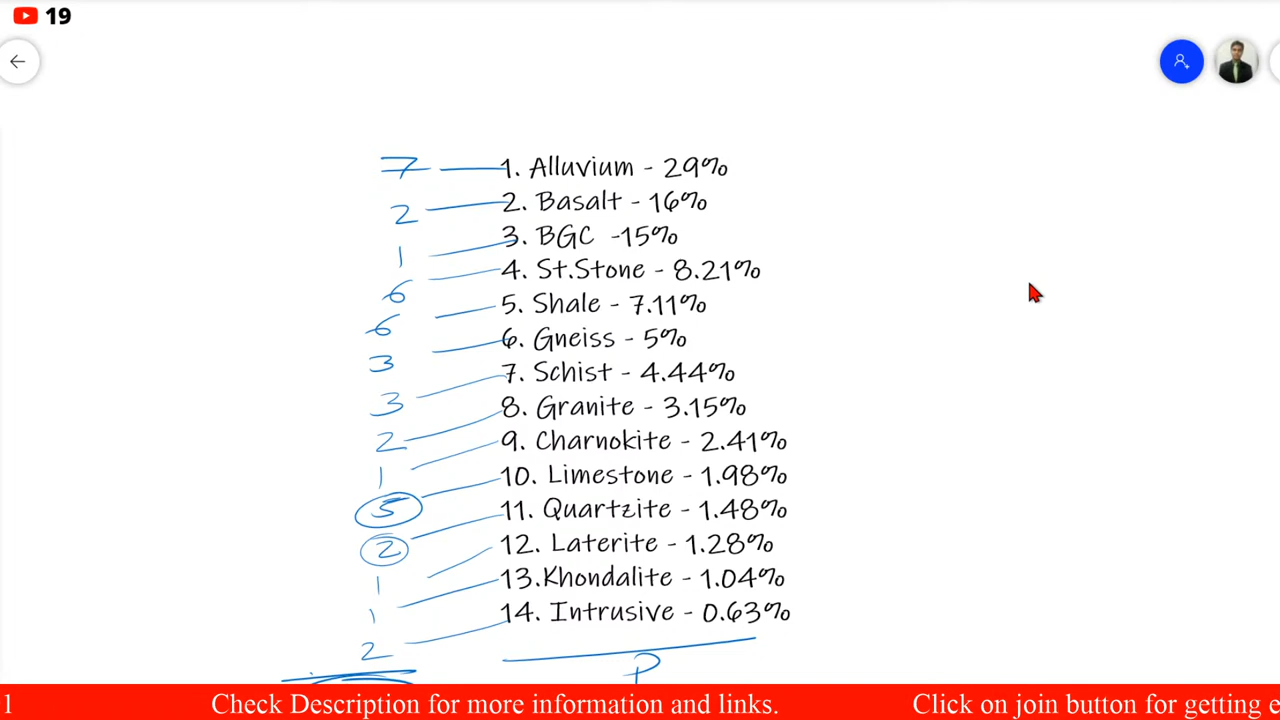 19
7 1. Alluvium - 29%
2 2. Basalt - 16%
1 3. BGC -15%
6 4. St.Stone - 8.21%
6 5. Shale - 7.11%
3 6. Gneiss - 5%
3 7. Schist - 4.44%
2 8. Granite - 3.15%
1 9. Charnokite - 2.41%
5 10. Limestone - 1.98%
2 11. Quartzite - 1.48%
1 12. Laterite - 1.28%
1 13.Khondalite - 1.04%
2 14. Intrusive - 0.63%
P
1 Check Description for more information and links. Click on join button for getting